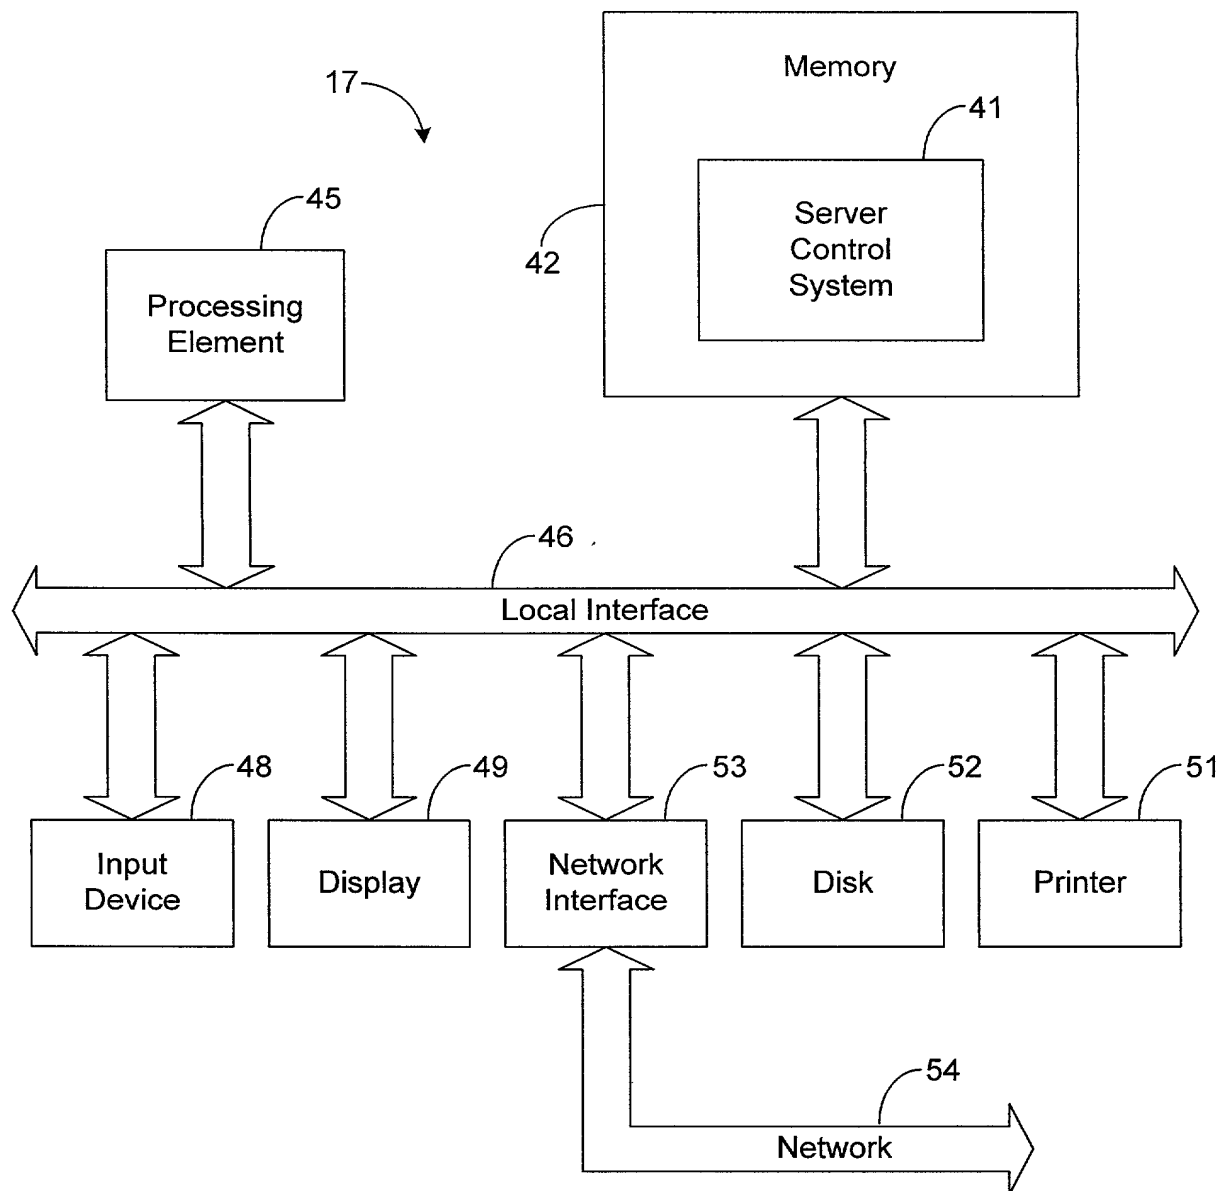 17
Memory
41
45
42
Server
Control
System
Processing
Element
46
Local Interface
48
49
53
52
51
Input
Device
Display
Network
Interface
Disk
Printer
54
Network